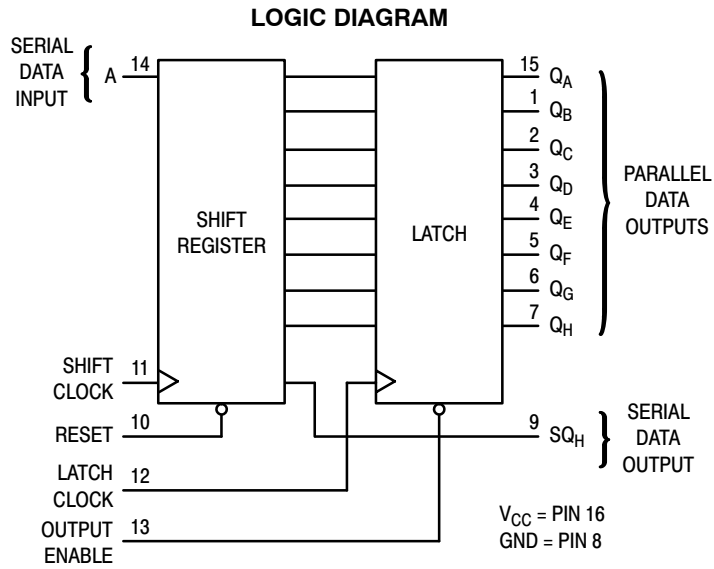 LOGIC DIAGRAM
SERIAL
DATA
INPUT
A
14
SHIFT
REGISTER
LATCH
15 QA
1 QB
2 QC
3 QD
4 QE
5 QF
6 QG
7 QH
PARALLEL
DATA
OUTPUTS
SHIFT
CLOCK
11
RESET
10
LATCH
CLOCK
12
OUTPUT
ENABLE
13
9 SQH
SERIAL
DATA
OUTPUT
VCC = PIN 16
GND = PIN 8